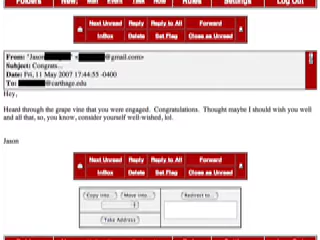 Folders New: Mail Event Task Note Rules Settings Log Out
Next Unread Reply Reply to All Forward
InBox Delete Set Flag Close as Unread
From: "Jason" < @gmail.com>
Subject: Congrats...
Date: Fri, 11 May 2007 17:44:55 -0400
To: @carthage.edu
Hey,
Heard through the grape vine that you were engaged. Congratulations. Thought maybe I should wish you well
and all that, so, you know, consider yourself well-wished, lol.
Jason
Next Unread Reply Reply to All Forward
InBox Delete Set Flag Close as Unread
Copy into... Move into... Redirect to...
Take Address